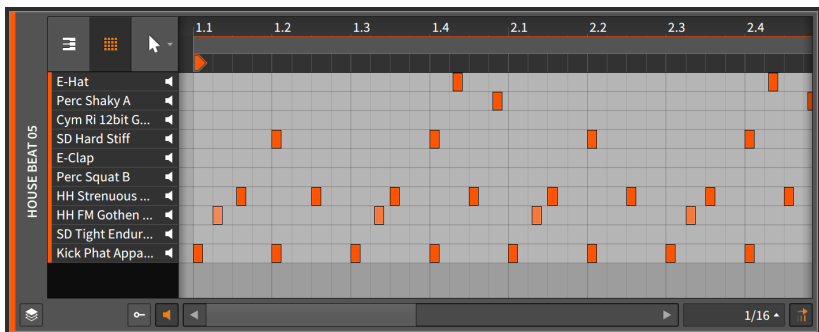 1.1 1.2 1.3 1.4 2.1 2.2 2.3 2.4
HOUSE BEAT 05
E-Hat
Perc Shaky A
Cym Ri 12bit G...
SD Hard Stiff
E-Clap
Perc Squat B
HH Strenuous ...
HH FM Gothen ...
SD Tight Endur...
Kick Phat Appa...
1/16